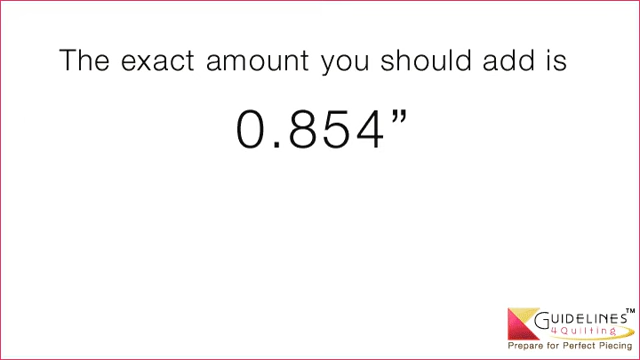 The exact amount you should add is
0.854”
GUIDELINES™
4Quilting
Prepare for Perfect Piecing